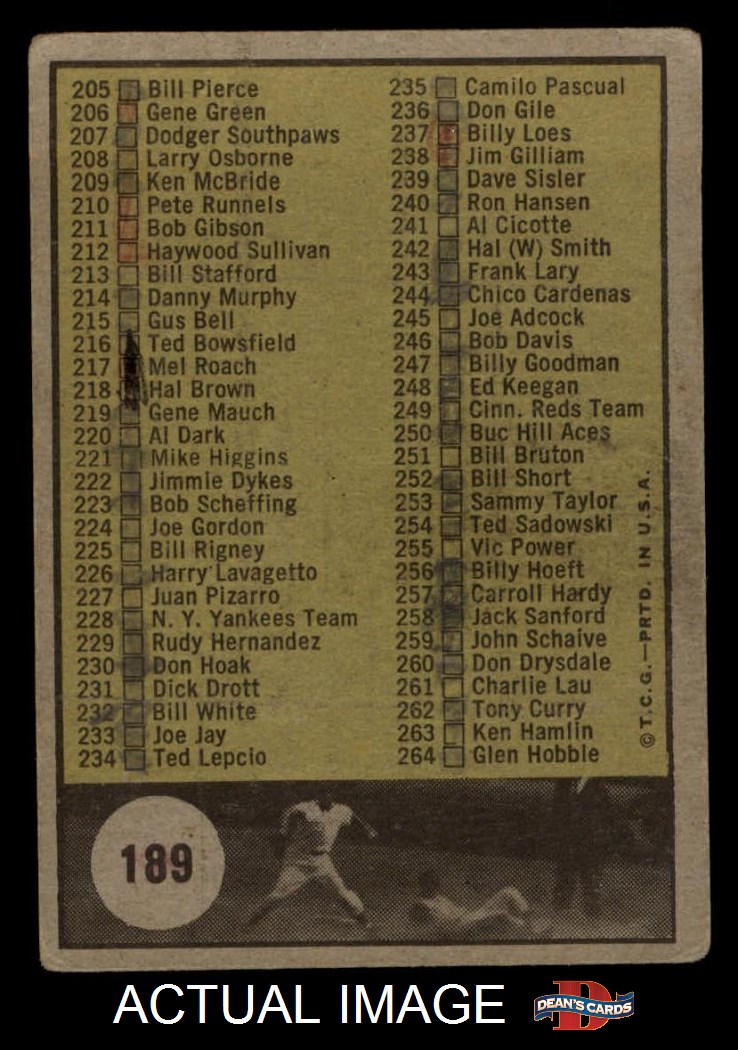 205 Bill Pierce
206 Gene Green
207 Dodger Southpaws
208 Larry Osborne
209 Ken McBride
210 Pete Runnels
211 Bob Gibson
212 Haywood Sullivan
213 Bill Stafford
214 Danny Murphy
215 Gus Bell
216 Ted Bowsfield
217 Mel Roach
218 Hal Brown
219 Gene Mauch
220 Al Dark
221 Mike Higgins
222 Jimmie Dykes
223 Bob Scheffing
224 Joe Gordon
225 Bill Rigney
226 Harry Lavagetto
227 Juan Pizarro
228 N. Y. Yankees Team
229 Rudy Hernandez
230 Don Hoak
231 Dick Drott
232 Bill White
233 Joe Jay
234 Ted Lepcio
235 Camilo Pascual
236 Don Gile
237 Billy Loes
238 Jim Gilliam
239 Dave Sisler
240 Ron Hansen
241 Al Cicotte
242 Hal (W) Smith
243 Frank Lary
244 Chico Cardenas
245 Joe Adcock
246 Bob Davis
247 Billy Goodman
248 Ed Keegan
249 Cinn. Reds Team
250 Buc Hill Aces
251 Bill Bruton
252 Bill Short
253 Sammy Taylor
254 Ted Sadowski
255 Vic Power
256 Billy Hoeft
257 Carroll Hardy
258 Jack Sanford
259 John Schaive
260 Don Drysdale
261 Charlie Lau
262 Tony Curry
263 Ken Hamlin
264 Glen Hobbie
© T.C.G.—PRTD. IN U.S.A.
189
ACTUAL IMAGE
DEAN'S CARDS